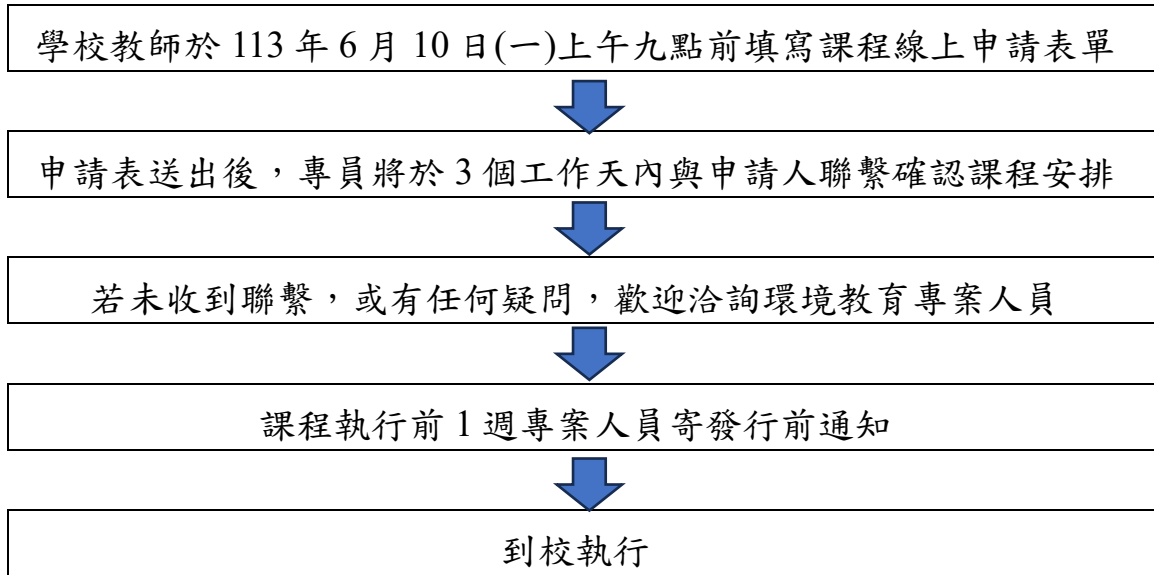 學校教師於 113 年 6 月 10 日(一)上午九點前填寫課程線上申請表單
申請表送出後，專員將於 3 個工作天內與申請人聯繫確認課程安排
若未收到聯繫，或有任何疑問，歡迎洽詢環境教育專案人員
課程執行前 1 週專案人員寄發行前通知
到校執行